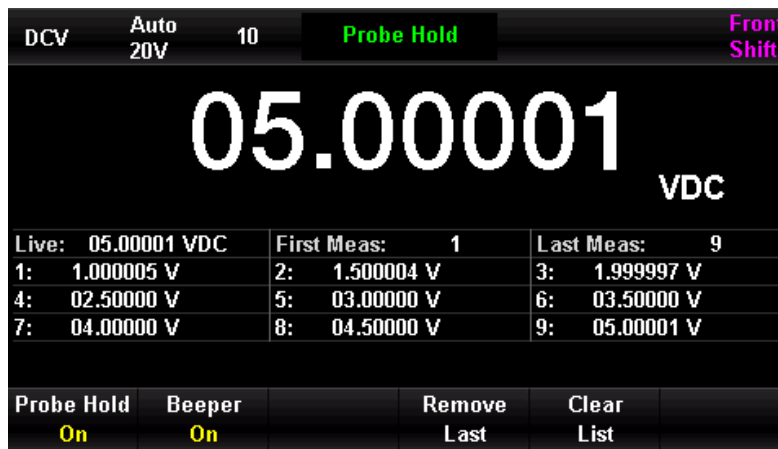 DCV Auto 20V 10 Probe Hold Fron Shift
05.00001 VDC
Live: 05.00001 VDC First Meas: 1 Last Meas: 9
1: 1.000005 V 2: 1.500004 V 3: 1.999997 V
4: 02.50000 V 5: 03.00000 V 6: 03.50000 V
7: 04.00000 V 8: 04.50000 V 9: 05.00001 V
Probe Hold Beeper Remove Clear
On On Last List